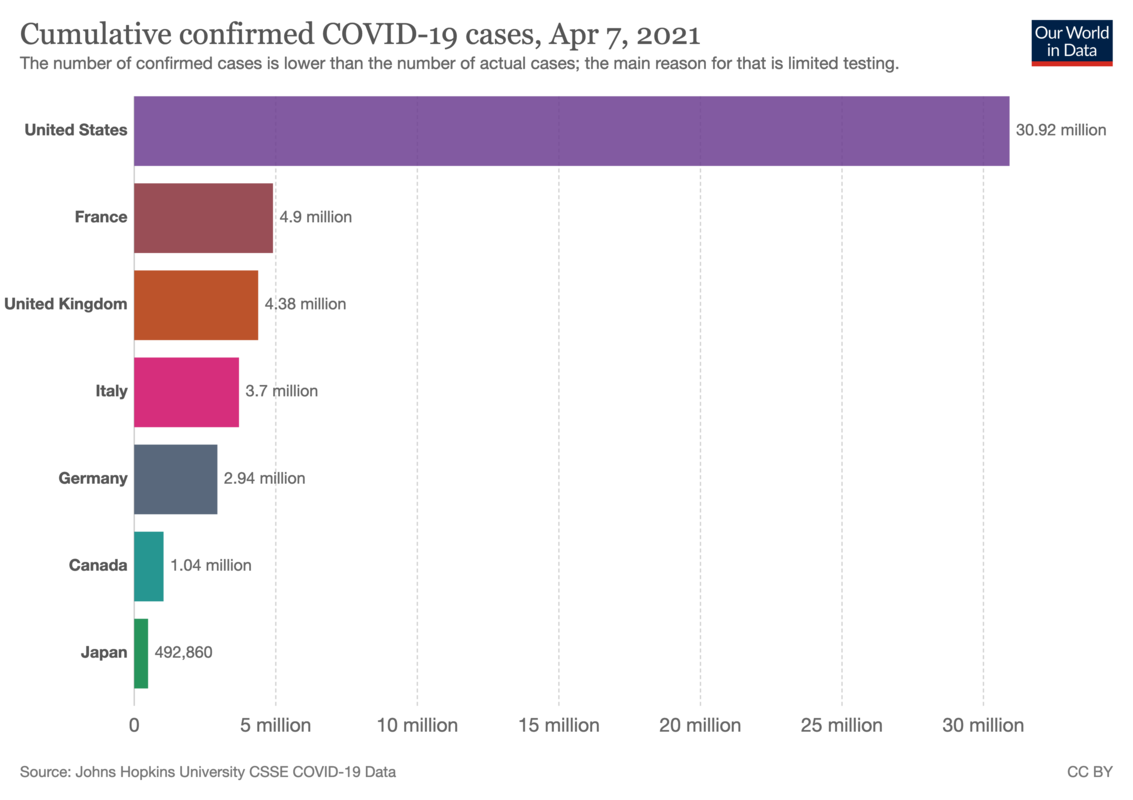 Cumulative confirmed COVID-19 cases, Apr 7, 2021
The number of confirmed cases is lower than the number of actual cases; the main reason for that is limited testing.
Our World
in Data
United States
30.92 million
France
4.9 million
United Kingdom
4.38 million
Italy
3.7 million
Germany
2.94 million
Canada
1.04 million
Japan
492,860
0
5 million
10 million
15 million
20 million
25 million
30 million
Source: Johns Hopkins University CSSE COVID-19 Data
CC BY